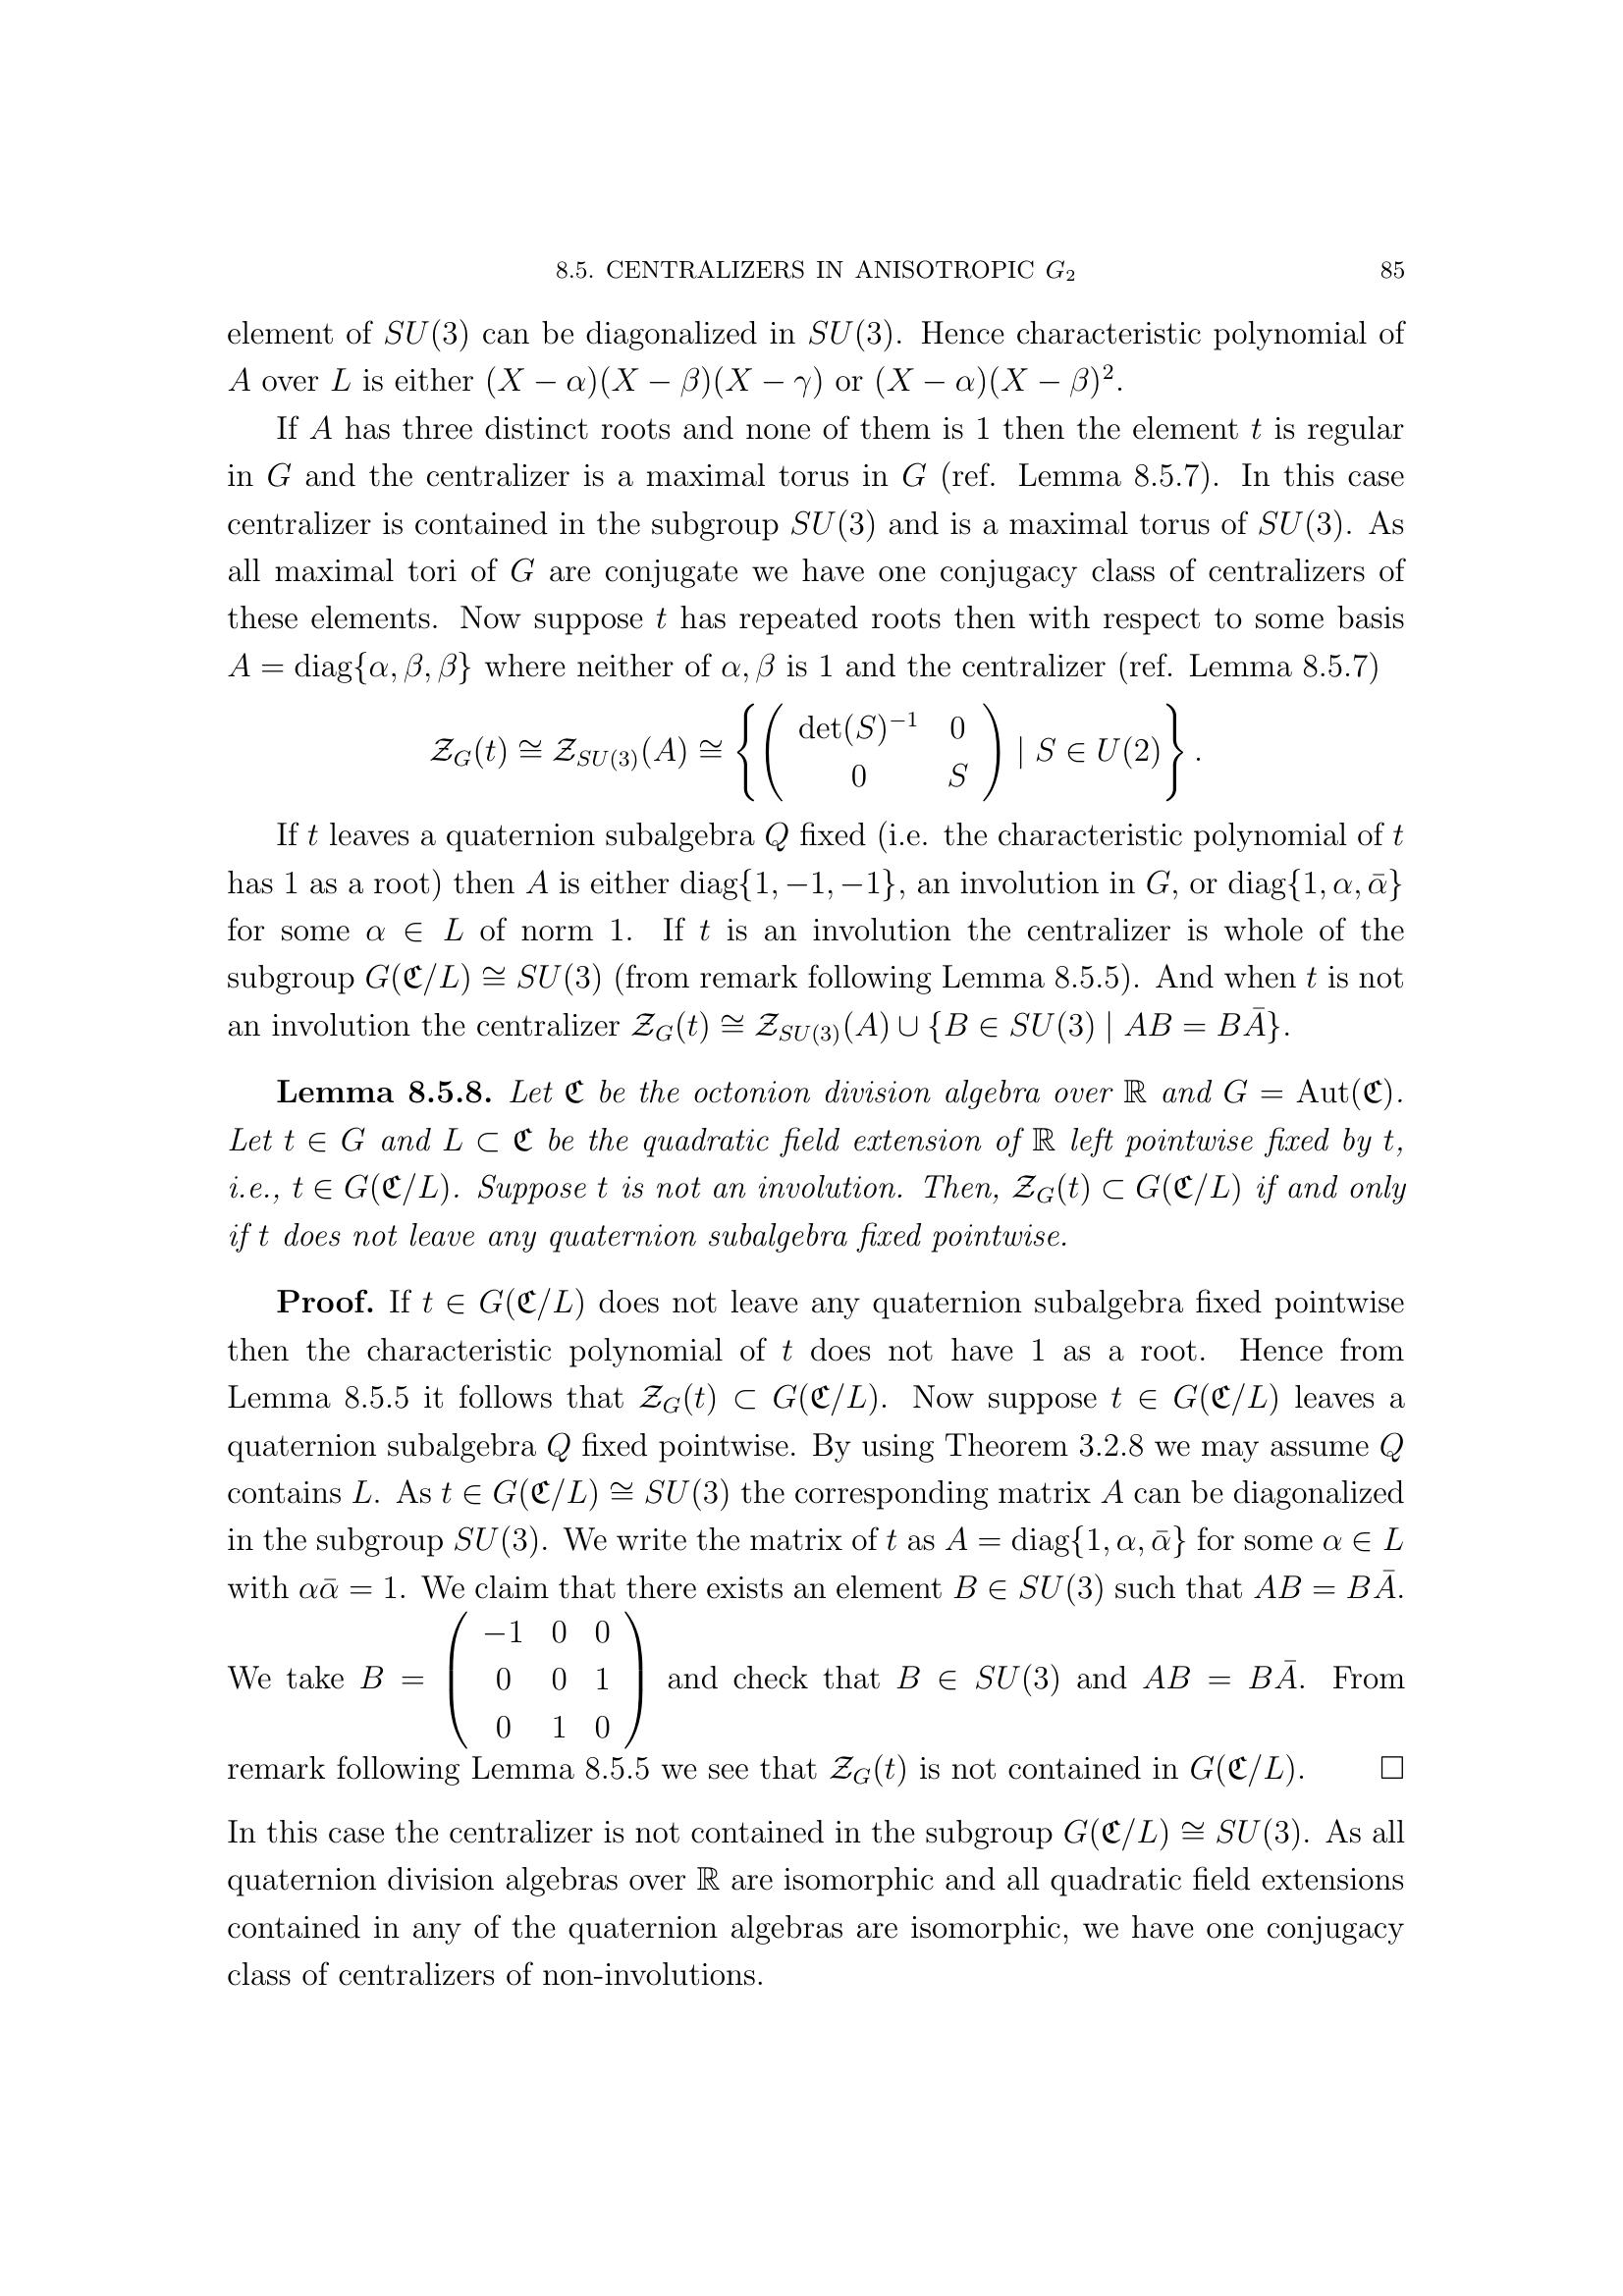 8.5. CENTRALIZERS IN ANISOTROPIC $G_2$ 85
element of $SU(3)$ can be diagonalized in $SU(3)$. Hence characteristic polynomial of
$A$ over $L$ is either $(X - \alpha)(X - \beta)(X - \gamma)$ or $(X - \alpha)(X - \beta)^2$.
If $A$ has three distinct roots and none of them is 1 then the element $t$ is regular
in $G$ and the centralizer is a maximal torus in $G$ (ref. Lemma 8.5.7). In this case
centralizer is contained in the subgroup $SU(3)$ and is a maximal torus of $SU(3)$. As
all maximal tori of $G$ are conjugate we have one conjugacy class of centralizers of
these elements. Now suppose $t$ has repeated roots then with respect to some basis
$A = \mathrm{diag}\{\alpha, \beta, \beta\}$ where neither of $\alpha, \beta$ is 1 and the centralizer (ref. Lemma 8.5.7)
$$\mathcal{Z}_G(t) \cong \mathcal{Z}_{SU(3)}(A) \cong \left\{ \begin{pmatrix} \det(S)^{-1} & 0 \\ 0 & S \end{pmatrix} \mid S \in U(2) \right\}.$$
If $t$ leaves a quaternion subalgebra $Q$ fixed (i.e. the characteristic polynomial of $t$
has 1 as a root) then $A$ is either $\mathrm{diag}\{1, -1, -1\}$, an involution in $G$, or $\mathrm{diag}\{1, \alpha, \bar{\alpha}\}$
for some $\alpha \in L$ of norm 1. If $t$ is an involution the centralizer is whole of the
subgroup $G(\mathfrak{C}/L) \cong SU(3)$ (from remark following Lemma 8.5.5). And when $t$ is not
an involution the centralizer $\mathcal{Z}_G(t) \cong \mathcal{Z}_{SU(3)}(A) \cup \{B \in SU(3) \mid AB = B\bar{A}\}$.
**Lemma 8.5.8.** Let $\mathfrak{C}$ be the octonion division algebra over $\mathbb{R}$ and $G = \mathrm{Aut}(\mathfrak{C})$.
Let $t \in G$ and $L \subset \mathfrak{C}$ be the quadratic field extension of $\mathbb{R}$ left pointwise fixed by $t$,
i.e., $t \in G(\mathfrak{C}/L)$. Suppose $t$ is not an involution. Then, $\mathcal{Z}_G(t) \subset G(\mathfrak{C}/L)$ if and only
if $t$ does not leave any quaternion subalgebra fixed pointwise.
**Proof.** If $t \in G(\mathfrak{C}/L)$ does not leave any quaternion subalgebra fixed pointwise
then the characteristic polynomial of $t$ does not have 1 as a root. Hence from
Lemma 8.5.5 it follows that $\mathcal{Z}_G(t) \subset G(\mathfrak{C}/L)$. Now suppose $t \in G(\mathfrak{C}/L)$ leaves a
quaternion subalgebra $Q$ fixed pointwise. By using Theorem 3.2.8 we may assume $Q$
contains $L$. As $t \in G(\mathfrak{C}/L) \cong SU(3)$ the corresponding matrix $A$ can be diagonalized
in the subgroup $SU(3)$. We write the matrix of $t$ as $A = \mathrm{diag}\{1, \alpha, \bar{\alpha}\}$ for some $\alpha \in L$
with $\alpha\bar{\alpha} = 1$. We claim that there exists an element $B \in SU(3)$ such that $AB = B\bar{A}$.
We take $B = \begin{pmatrix} -1 & 0 & 0 \\ 0 & 0 & 1 \\ 0 & 1 & 0 \end{pmatrix}$ and check that $B \in SU(3)$ and $AB = B\bar{A}$. From
remark following Lemma 8.5.5 we see that $\mathcal{Z}_G(t)$ is not contained in $G(\mathfrak{C}/L)$. □
In this case the centralizer is not contained in the subgroup $G(\mathfrak{C}/L) \cong SU(3)$. As all
quaternion division algebras over $\mathbb{R}$ are isomorphic and all quadratic field extensions
contained in any of the quaternion algebras are isomorphic, we have one conjugacy
class of centralizers of non-involutions.